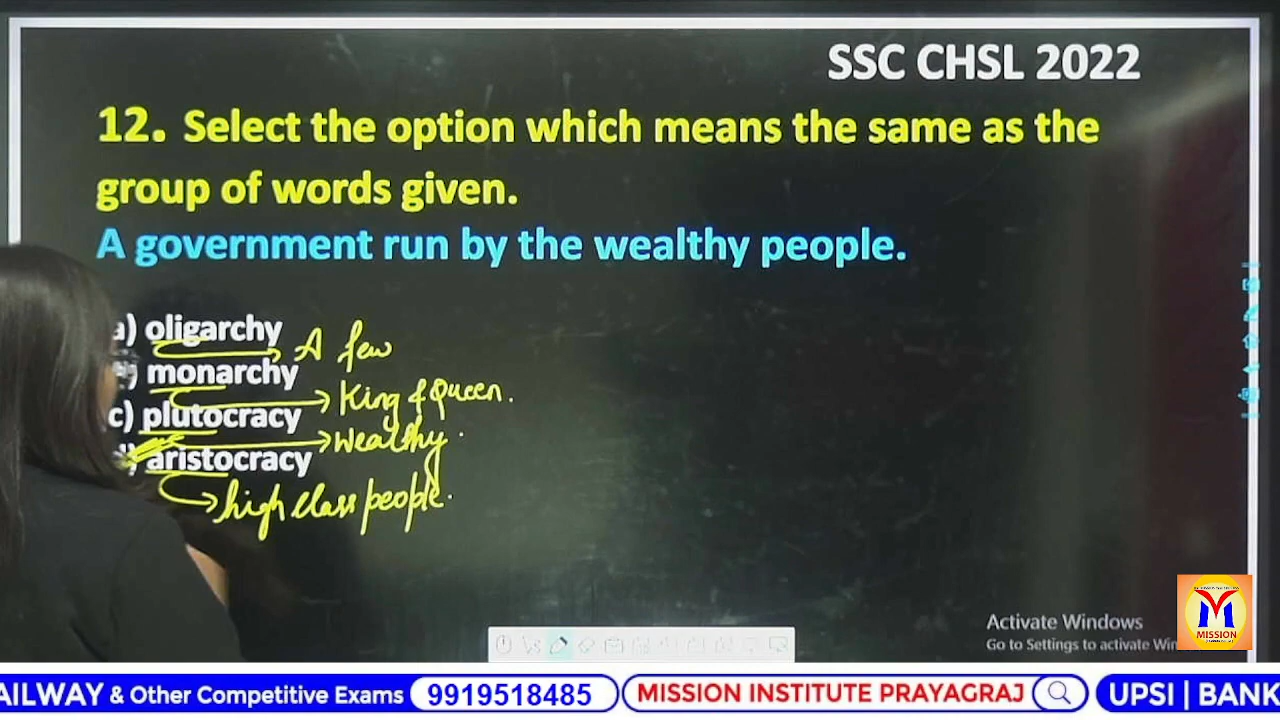 SSC CHSL 2022
12. Select the option which means the same as the
group of words given.
A government run by the wealthy people.
a) oligarchy → A few
monarchy → King & Queen.
c) plutocracy → wealthy.
aristocracy
→ high class people.
Activate Windows
Go to Settings to activate Win
MISSION
AILWAY & Other Competitive Exams 9919518485 MISSION INSTITUTE PRAYAGRAJ UPSI | BANK